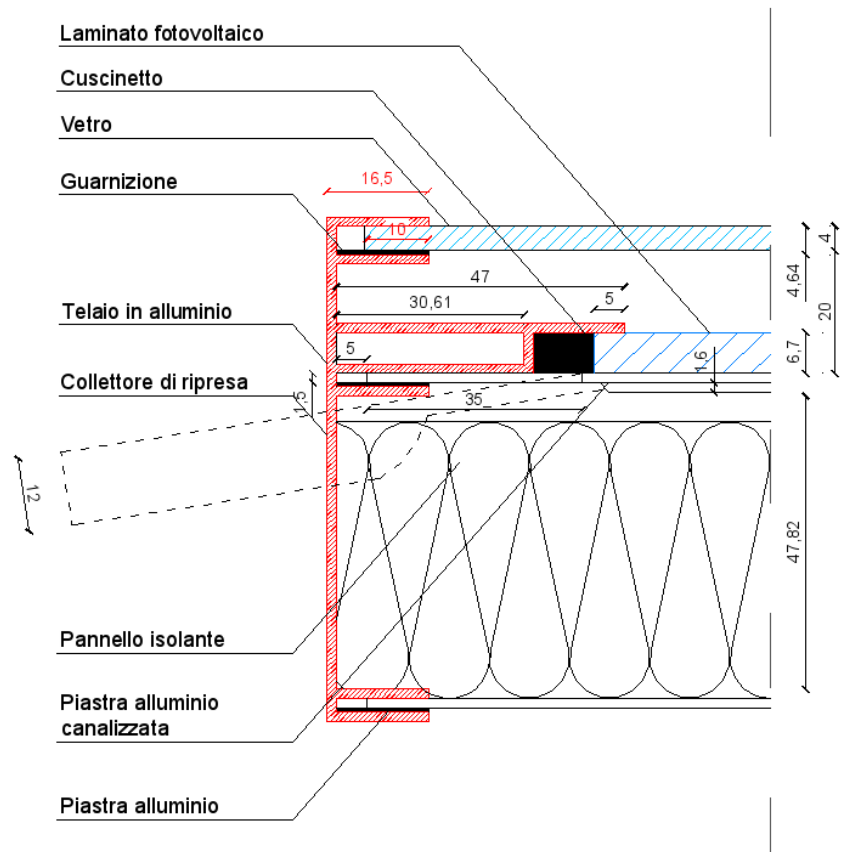 Laminato fotovoltaico
Cuscinetto
Vetro
Guarnizione
16,5
10
4
4,64
47
5
20
30,61
Telaio in alluminio
6,7
5
1,6
Collettore di ripresa
1,5
35
12
47,82
Pannello isolante
Piastra alluminio
canalizzata
Piastra alluminio